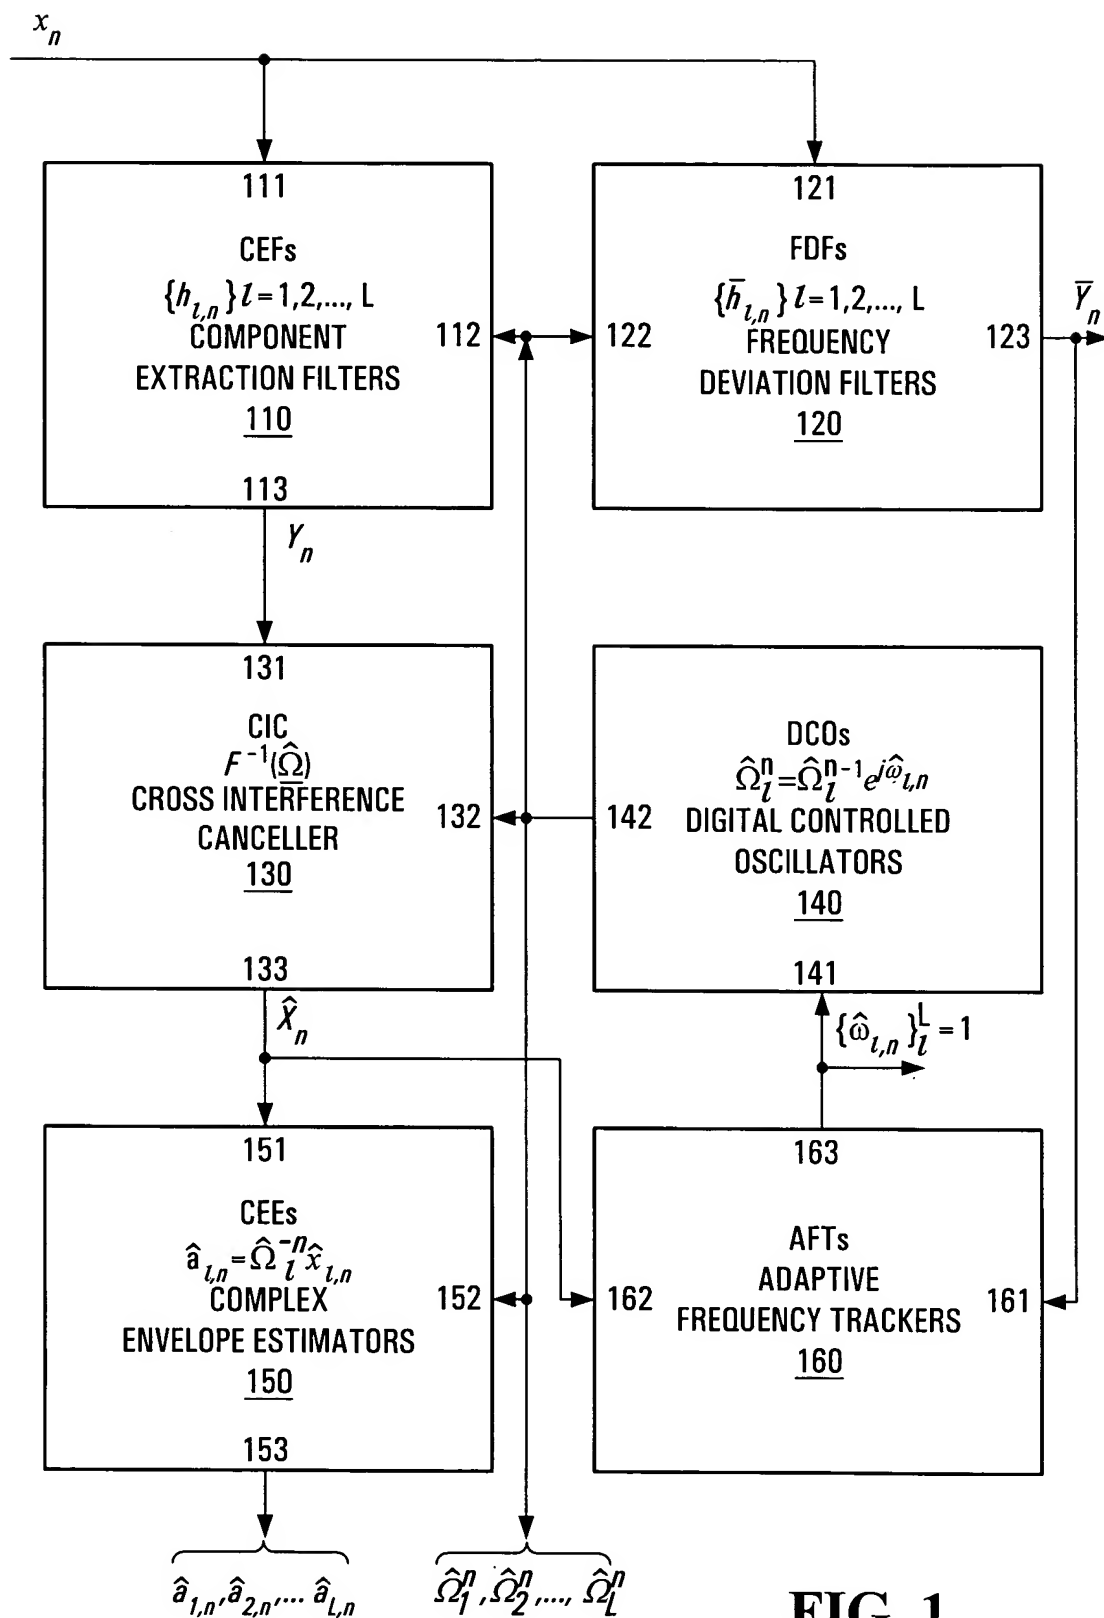 x_n
111
CEFs
{h_{l,n}} l=1,2,..., L
COMPONENT
EXTRACTION FILTERS
110
112
113
121
FDFs
{h̄_{l,n}} l=1,2,..., L
FREQUENCY
DEVIATION FILTERS
120
122
123
Ȳ_n
Y_n
131
CIC
F^{-1}(Ω̲̂)
CROSS INTERFERENCE
CANCELLER
130
132
133
142
DCOs
Ω̂_l^n=Ω̂_l^{n-1}e^{jω̂_{l,n}}
DIGITAL CONTROLLED
OSCILLATORS
140
141
X̂_n
{ω̂_{l,n}}_l^L=1
151
CEEs
â_{l,n}=Ω̂_l^{-n}x̂_{l,n}
COMPLEX
ENVELOPE ESTIMATORS
150
152
153
163
AFTs
ADAPTIVE
FREQUENCY TRACKERS
160
162
161
â_{1,n},â_{2,n},... â_{L,n}
Ω̂_1^n,Ω̂_2^n,..., Ω̂_L^n
FIG. 1